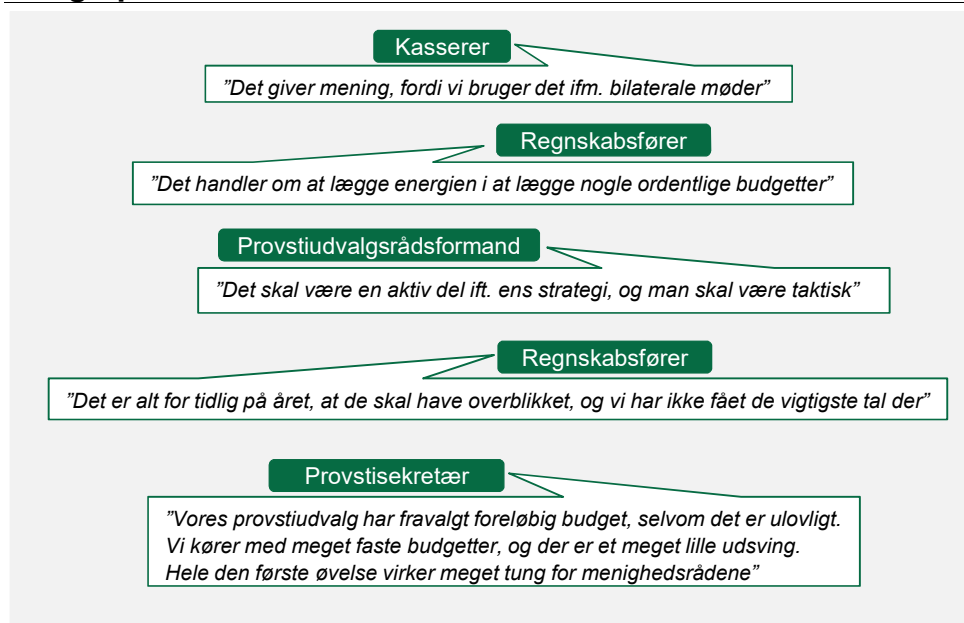 Kasserer
”Det giver mening, fordi vi bruger det ifm. bilaterale møder”
Regnskabsfører
”Det handler om at lægge energien i at lægge nogle ordentlige budgetter”
Provstiudvalgsrådsformand
”Det skal være en aktiv del ift. ens strategi, og man skal være taktisk”
Regnskabsfører
”Det er alt for tidlig på året, at de skal have overblikket, og vi har ikke fået de vigtigste tal der”
Provstisekretær
”Vores provstiudvalg har fravalgt foreløbig budget, selvom det er ulovligt.
Vi kører med meget faste budgetter, og der er et meget lille udsving.
Hele den første øvelse virker meget tung for menighedsrådene”